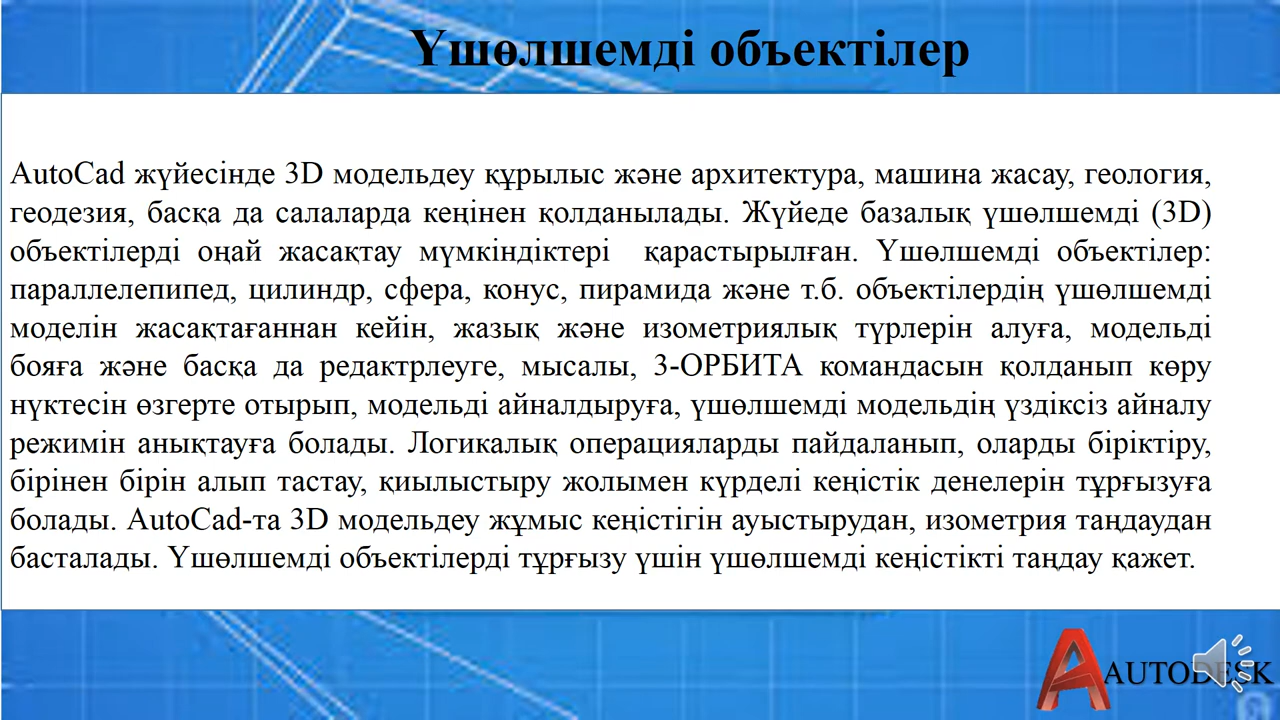 Үшөлшемді объектілер
AutoCad жүйесінде 3D модельдеу құрылыс және архитектура, машина жасау, геология,
геодезия, басқа да салаларда кеңінен қолданылады. Жүйеде базалық үшөлшемді (3D)
объектілерді оңай жасақтау мүмкіндіктері қарастырылған. Үшөлшемді объектілер:
параллелепипед, цилиндр, сфера, конус, пирамида және т.б. объектілердің үшөлшемді
моделін жасақтағаннан кейін, жазық және изометриялық түрлерін алуға, модельді
бояға және басқа да редактрлеуге, мысалы, 3-ОРБИТА командасын қолданып көру
нүктесін өзгерте отырып, модельді айналдыруға, үшөлшемді модельдің үздіксіз айналу
режимін анықтауға болады. Логикалық операцияларды пайдаланып, оларды біріктіру,
бірінен бірін алып тастау, қиылыстыру жолымен күрделі кеңістік денелерін тұрғызуға
болады. AutoCad-та 3D модельдеу жұмыс кеңістігін ауыстырудан, изометрия таңдаудан
басталады. Үшөлшемді объектілерді тұрғызу үшін үшөлшемді кеңістікті таңдау қажет.
AUTODESK